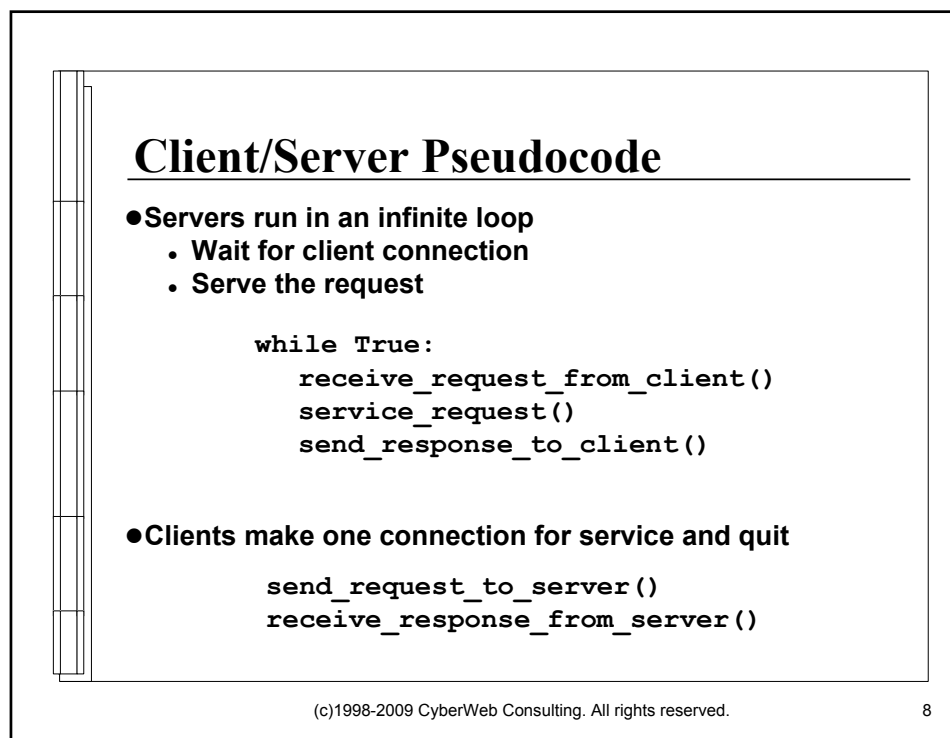 Client/Server Pseudocode
●Servers run in an infinite loop
● Wait for client connection
● Serve the request
while True:
receive_request_from_client()
service_request()
send_response_to_client()
●Clients make one connection for service and quit
send_request_to_server()
receive_response_from_server()
(c)1998-2009 CyberWeb Consulting. All rights reserved.
8